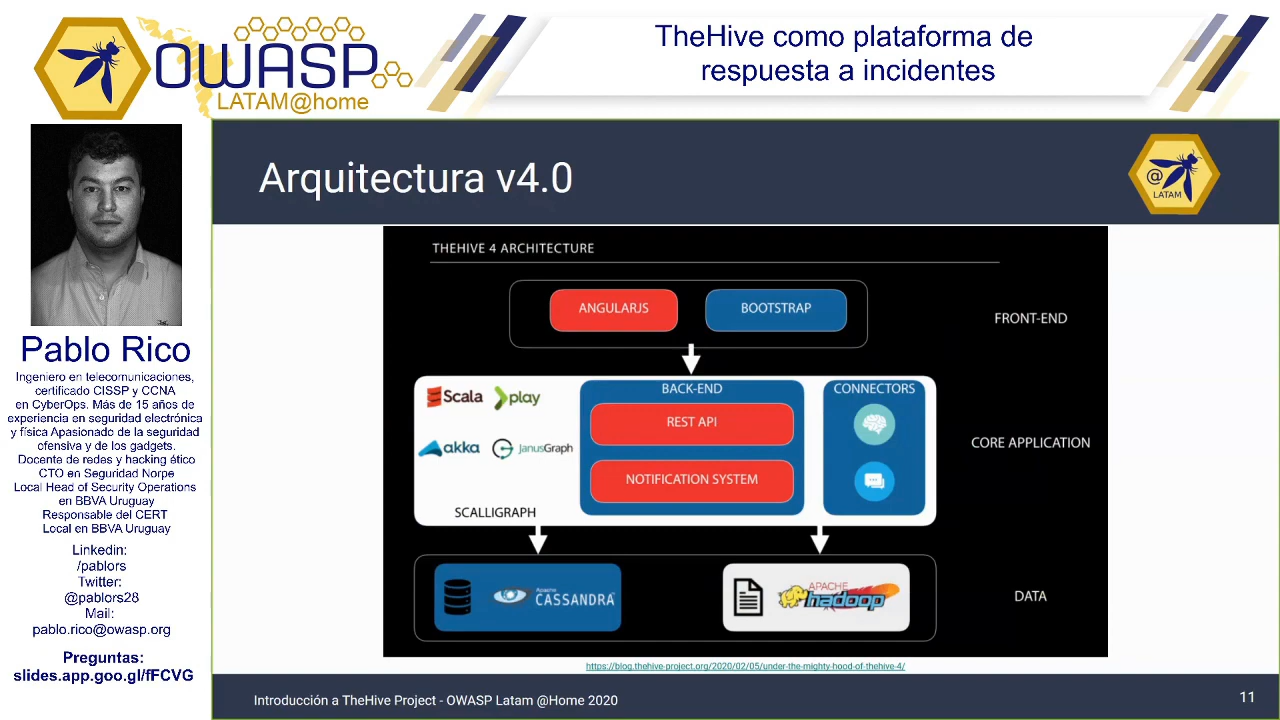 OWASP
LATAM@home
TheHive como plataforma de
respuesta a incidentes
Arquitectura v4.0
@
LATAM
THEHIVE 4 ARCHITECTURE
ANGULARJS
BOOTSTRAP
FRONT-END
Scala
play
akka
JanusGraph
SCALLIGRAPH
BACK-END
REST API
NOTIFICATION SYSTEM
CONNECTORS
CORE APPLICATION
Apache
CASSANDRA
APACHE
hadoop
DATA
https://blog.thehive-project.org/2020/02/05/under-the-mighty-hood-of-thehive-4/
Introducción a TheHive Project - OWASP Latam @Home 2020
11
Pablo Rico
Ingeniero en telecomunicaciones,
certificado CISSP y CCNA
en CyberOps. Más de 15 años de
experiencia en seguridad electrónica
y física Apasionado de la seguridad
ofensiva y de los gadgets.
Docente de redes y hacking ético
CTO en Seguridad Norpe
Local Head of Security Operations
en BBVA Uruguay
Responsable del CERT
Local en BBVA Uruguay
Linkedin:
/pablors
Twitter:
@pablors28
Mail:
pablo.rico@owasp.org
Preguntas:
slides.app.goo.gl/fFCVG